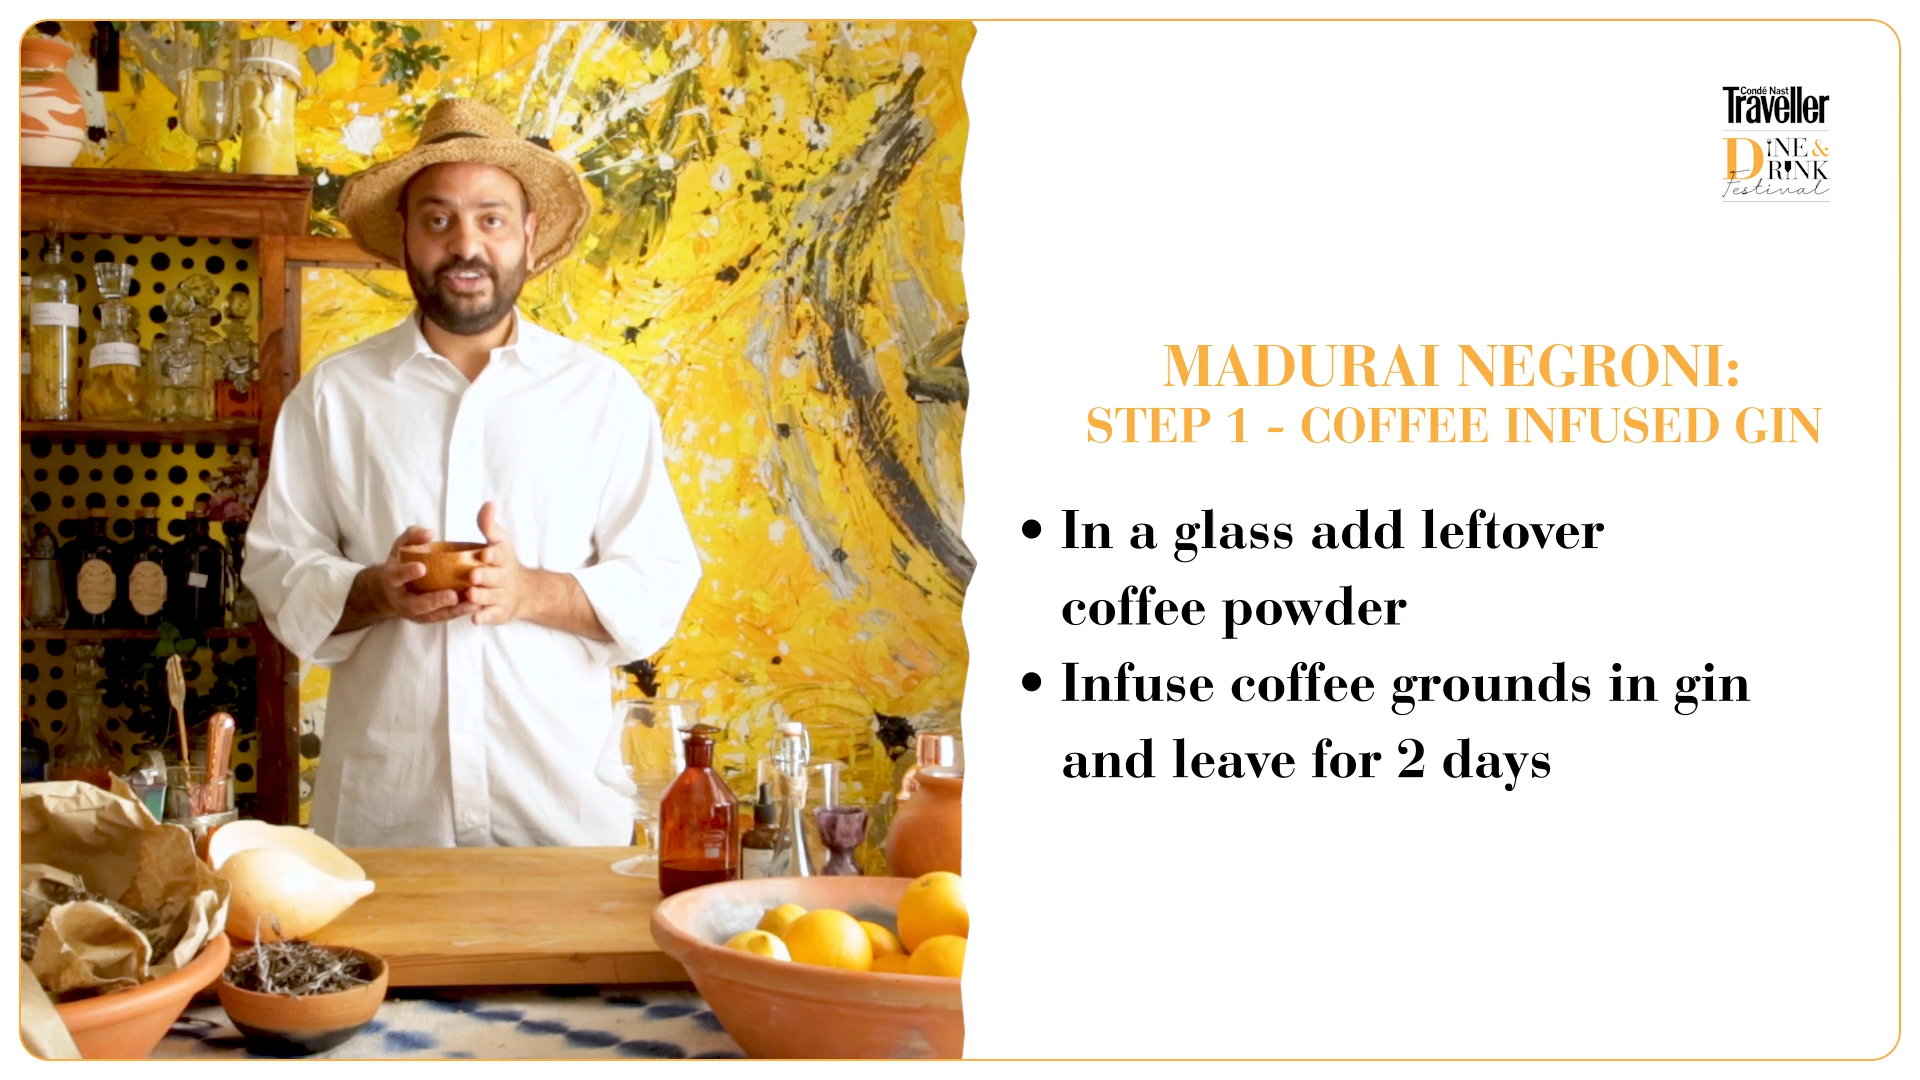 Condé Nast
Traveller
DINE &
DRINK
Festival
MADURAI NEGRONI:
STEP 1 - COFFEE INFUSED GIN
• In a glass add leftover
coffee powder
• Infuse coffee grounds in gin
and leave for 2 days